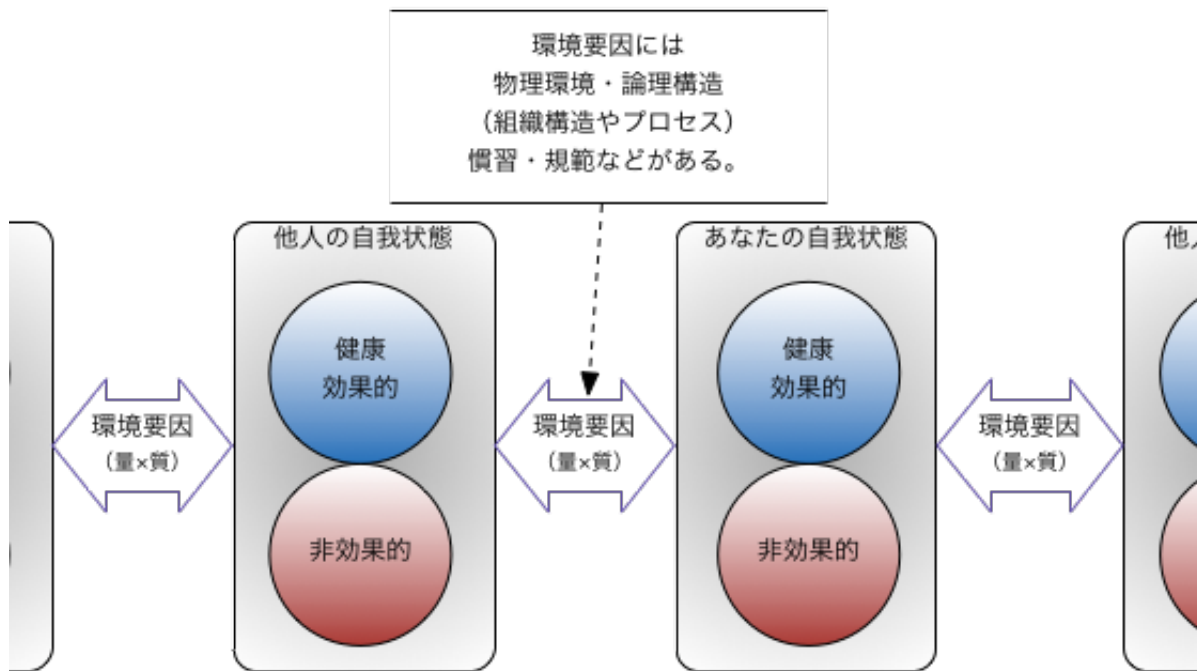 環境要因には
物理環境・論理構造
（組織構造やプロセス）
慣習・規範などがある。
他人の自我状態
あなたの自我状態
他
健康
効果的
健康
効果的
環境要因
（量×質）
環境要因
（量×質）
環境要因
（量×質）
非効果的
非効果的